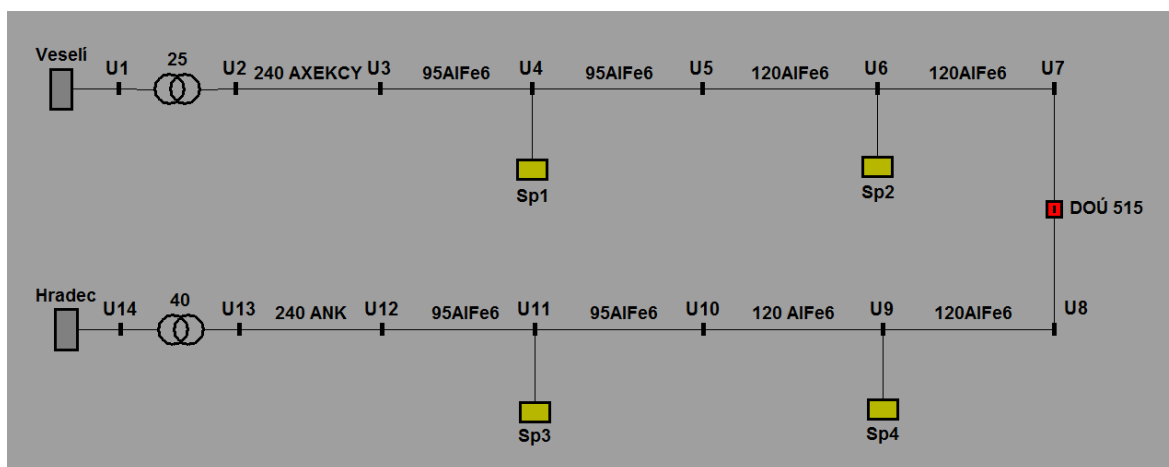 Veselí
U1
25
U2
240 AXEKCY
U3
95AlFe6
U4
95AlFe6
U5
120AlFe6
U6
120AlFe6
U7
Sp1
Sp2
DOÚ 515
Hradec
U14
40
U13
240 ANK
U12
95AlFe6
U11
95AlFe6
U10
120 AlFe6
U9
120AlFe6
U8
Sp3
Sp4